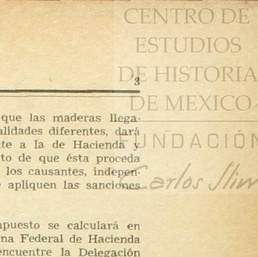 CENTRO DE
ESTUDIOS
DE HISTORIA
DE MEXICO
FUNDACIÓN
Carlos Slim
3
que las maderas llega-
alidades diferentes, dará
te a la de Hacienda y
to de que ésta proceda
los causantes, indepen-
e apliquen las sanciones
mpuesto se calculará en
na Federal de Hacienda
encuentre la Delegación